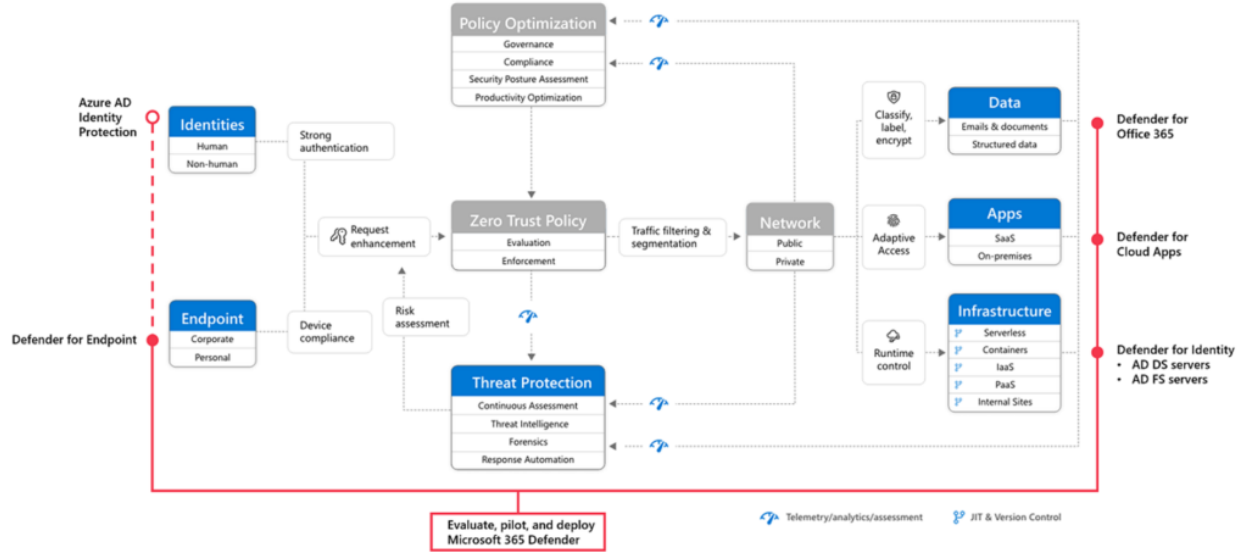 Policy Optimization
Governance
Compliance
Security Posture Assessment
Productivity Optimization
Azure AD
Identity
Protection
Identities
Human
Non-human
Strong
authentication
Classify,
label,
encrypt
Data
Emails & documents
Structured data
Defender for
Office 365
Request
enhancement
Zero Trust Policy
Evaluation
Enforcement
Traffic filtering &
segmentation
Network
Public
Private
Adaptive
Access
Apps
SaaS
On-premises
Defender for
Cloud Apps
Defender for Endpoint
Endpoint
Corporate
Personal
Device
compliance
Risk
assessment
Threat Protection
Continuous Assessment
Threat Intelligence
Forensics
Response Automation
Runtime
control
Infrastructure
Serverless
Containers
IaaS
PaaS
Internal Sites
Defender for Identity
• AD DS servers
• AD FS servers
Evaluate, pilot, and deploy
Microsoft 365 Defender
Telemetry/analytics/assessment
JIT & Version Control